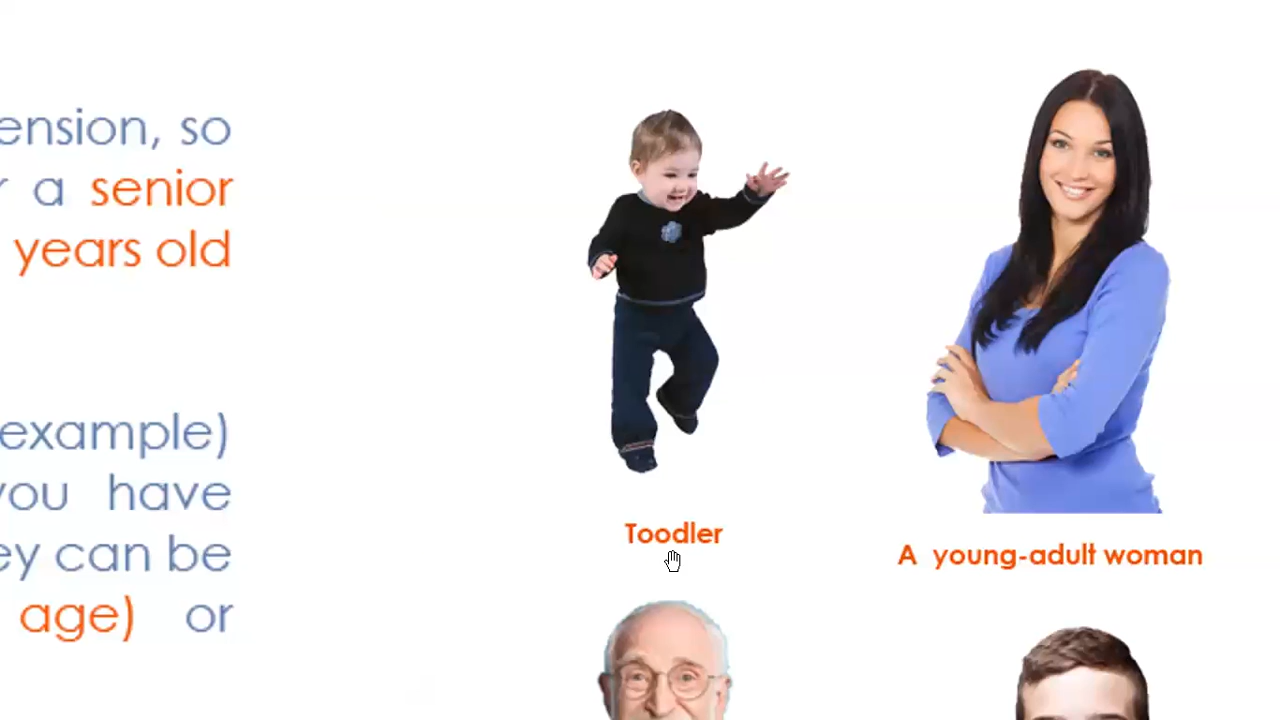 ension, so
r a senior
years old
example)
you have
ey can be
age) or
Toodler
A young-adult woman